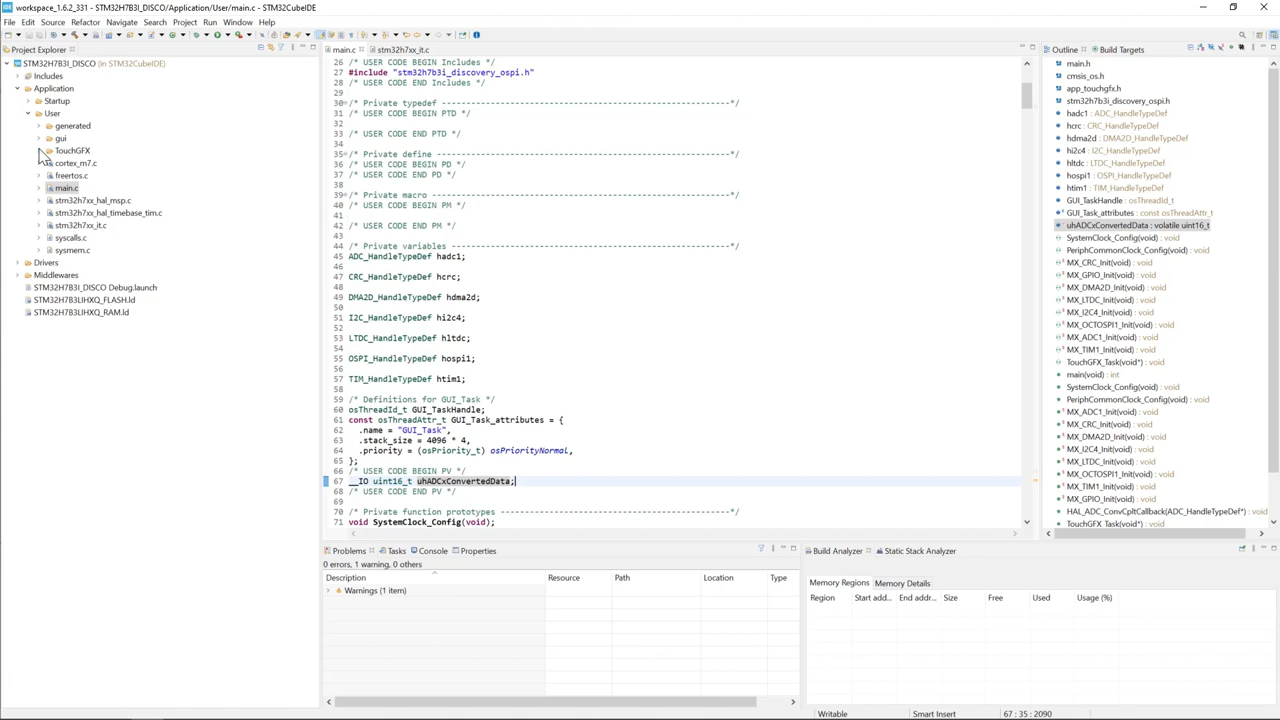 workspace_1.6.2_331 - STM32H7B3I_DISCO/Application/User/main.c - STM32CubeIDE
File Edit Source Refactor Navigate Search Project Run Window Help
Project Explorer
STM32H7B3I_DISCO (in STM32CubeIDE)
Includes
Application
Startup
User
generated
gui
TouchGFX
cortex_m7.c
freertos.c
main.c
stm32h7xx_hal_msp.c
stm32h7xx_hal_timebase_tim.c
stm32h7xx_it.c
syscalls.c
sysmem.c
Drivers
Middlewares
STM32H7B3I_DISCO Debug.launch
STM32H7B3LIHXQ_FLASH.ld
STM32H7B3LIHXQ_RAM.ld
main.c stm32h7xx_it.c
26 /* USER CODE BEGIN Includes */
27 #include "stm32h7b3i_discovery_ospi.h"
28 /* USER CODE END Includes */
29
30 /* Private typedef -----------------------------------------------------------*/
31 /* USER CODE BEGIN PTD */
32
33 /* USER CODE END PTD */
34
35 /* Private define ------------------------------------------------------------*/
36 /* USER CODE BEGIN PD */
37 /* USER CODE END PD */
38
39 /* Private macro -------------------------------------------------------------*/
40 /* USER CODE BEGIN PM */
41
42 /* USER CODE END PM */
43
44 /* Private variables ---------------------------------------------------------*/
45 ADC_HandleTypeDef hadc1;
46
47 CRC_HandleTypeDef hcrc;
48
49 DMA2D_HandleTypeDef hdma2d;
50
51 I2C_HandleTypeDef hi2c4;
52
53 LTDC_HandleTypeDef hltdc;
54
55 OSPI_HandleTypeDef hospi1;
56
57 TIM_HandleTypeDef htim1;
58
59 /* Definitions for GUI_Task */
60 osThreadId_t GUI_TaskHandle;
61 const osThreadAttr_t GUI_Task_attributes = {
62 .name = "GUI_Task",
63 .stack_size = 4096 * 4,
64 .priority = (osPriority_t) osPriorityNormal,
65 };
66 /* USER CODE BEGIN PV */
67 __IO uint16_t uhADCxConvertedData;
68 /* USER CODE END PV */
69
70 /* Private function prototypes -----------------------------------------------*/
71 void SystemClock_Config(void);
Outline Build Targets
main.h
cmsis_os.h
app_touchgfx.h
stm32h7b3i_discovery_ospi.h
hadc1 : ADC_HandleTypeDef
hcrc : CRC_HandleTypeDef
hdma2d : DMA2D_HandleTypeDef
hi2c4 : I2C_HandleTypeDef
hltdc : LTDC_HandleTypeDef
hospi1 : OSPI_HandleTypeDef
htim1 : TIM_HandleTypeDef
GUI_TaskHandle : osThreadId_t
GUI_Task_attributes : const osThreadAttr_t
uhADCxConvertedData : volatile uint16_t
SystemClock_Config(void) : void
PeriphCommonClock_Config(void) : void
MX_CRC_Init(void) : void
MX_GPIO_Init(void) : void
MX_DMA2D_Init(void) : void
MX_LTDC_Init(void) : void
MX_I2C4_Init(void) : void
MX_OCTOSPI1_Init(void) : void
MX_ADC1_Init(void) : void
MX_TIM1_Init(void) : void
TouchGFX_Task(void*) : void
main(void) : int
SystemClock_Config(void) : void
PeriphCommonClock_Config(void) : void
MX_ADC1_Init(void) : void
MX_CRC_Init(void) : void
MX_DMA2D_Init(void) : void
MX_I2C4_Init(void) : void
MX_LTDC_Init(void) : void
MX_OCTOSPI1_Init(void) : void
MX_TIM1_Init(void) : void
MX_GPIO_Init(void) : void
HAL_ADC_ConvCpltCallback(ADC_HandleTypeDef*) : void
TouchGFX_Task(void*) : void
Problems Tasks Console Properties
0 errors, 1 warning, 0 others
Description Resource Path Location Type
Warnings (1 item)
Build Analyzer Static Stack Analyzer
Memory Regions Memory Details
Region Start add... End addr... Size Free Used Usage (%)
Writable Smart Insert 67 : 35 : 2090